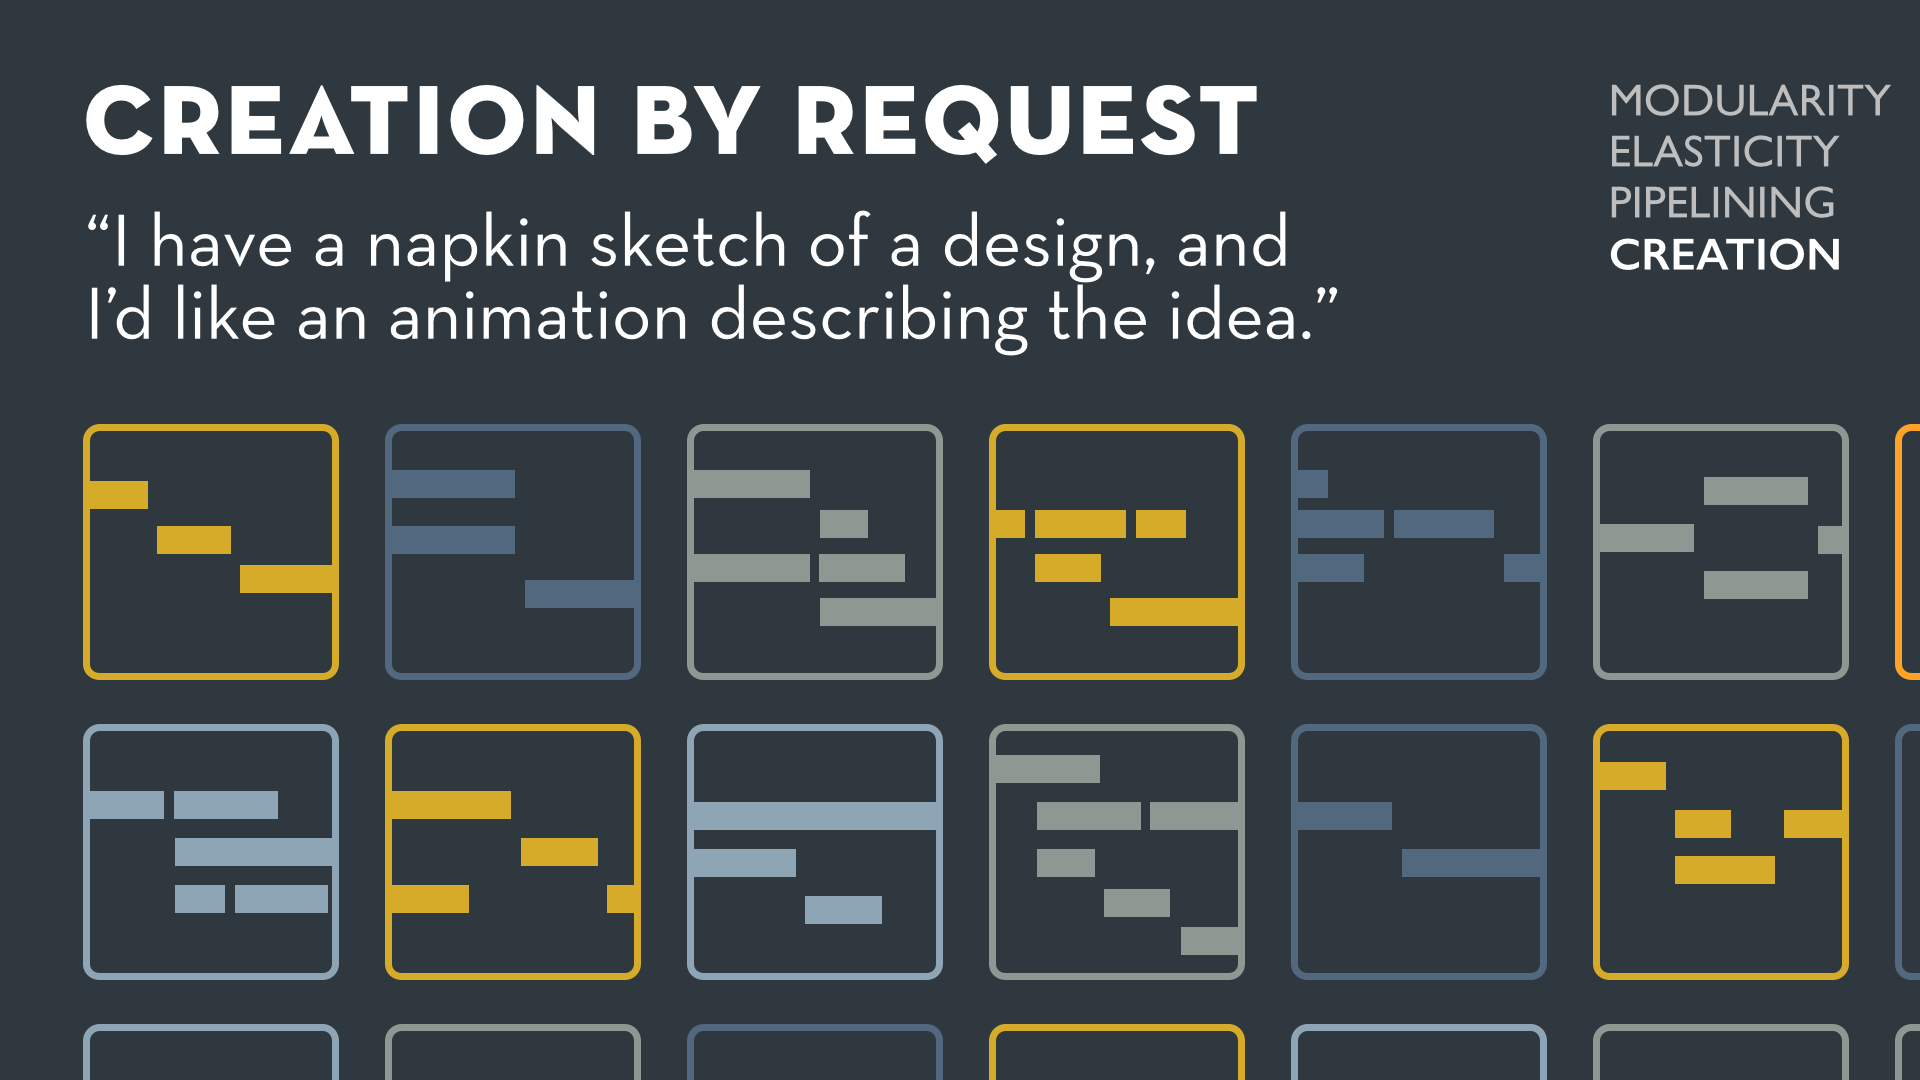 CREATION BY REQUEST
“I have a napkin sketch of a design, and
I’d like an animation describing the idea.”
MODULARITY
ELASTICITY
PIPELINING
CREATION